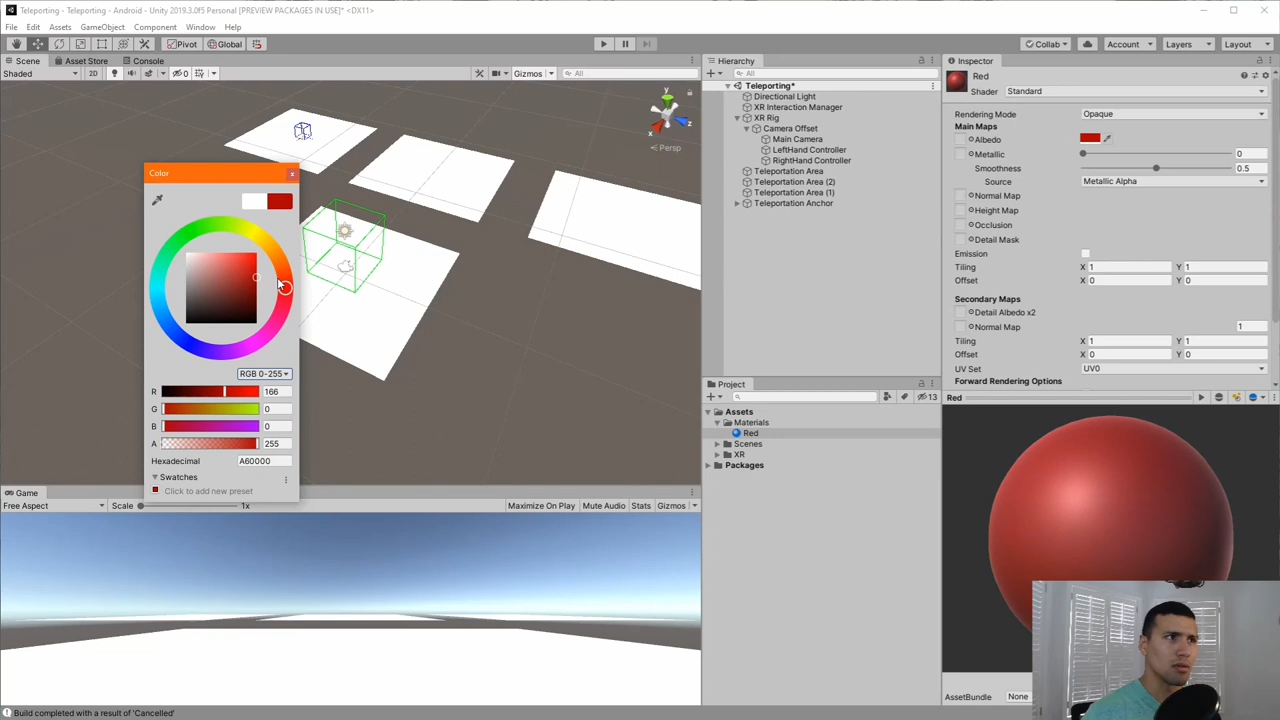 Teleporting - Teleporting - Android - Unity 2019.3.0f5 Personal [PREVIEW PACKAGES IN USE]* <DX11>
File Edit Assets GameObject Component Window Help
Pivot Global Collab Account Layers Layout
Scene Asset Store Console
Shaded 2D 0 Gizmos All
y
x
z
Persp
Color
RGB 0-255
R 166
G 0
B 0
A 255
Hexadecimal A60000
Swatches
Click to add new preset
Game
Free Aspect Scale 1x Maximize On Play Mute Audio Stats Gizmos
Hierarchy
All
Teleporting*
Directional Light
XR Interaction Manager
XR Rig
Camera Offset
Main Camera
LeftHand Controller
RightHand Controller
Teleportation Area
Teleportation Area (2)
Teleportation Area (1)
Teleportation Anchor
Project
13
Assets
Materials
Red
Scenes
XR
Packages
Inspector
Red
Shader Standard
Rendering Mode Opaque
Main Maps
Albedo
Metallic 0
Smoothness 0.5
Source Metallic Alpha
Normal Map
Height Map
Occlusion
Detail Mask
Emission
Tiling X 1 Y 1
Offset X 0 Y 0
Secondary Maps
Detail Albedo x2
Normal Map 1
Tiling X 1 Y 1
Offset X 0 Y 0
UV Set UV0
Forward Rendering Options
Red
AssetBundle None
Build completed with a result of 'Cancelled'